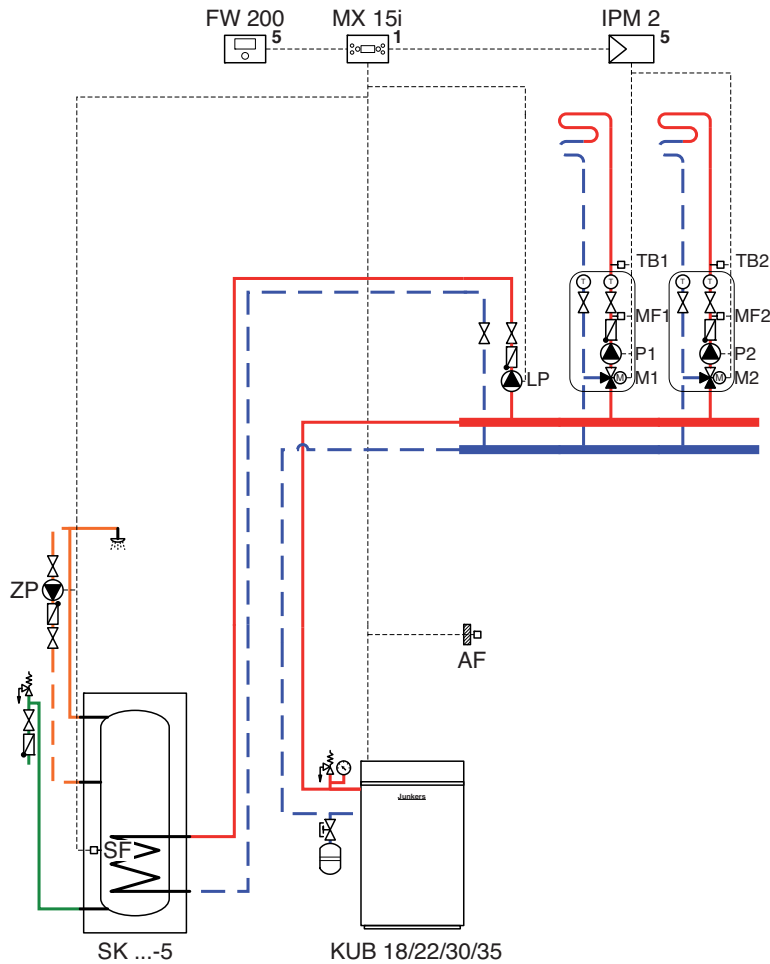 FW 200
5
MX 15i
1
IPM 2
5
TB1
TB2
T
T
T
T
MF1
MF2
P1
P2
M
M1
M
M2
LP
ZP
AF
Junkers
SF
SK ...-5
KUB 18/22/30/35